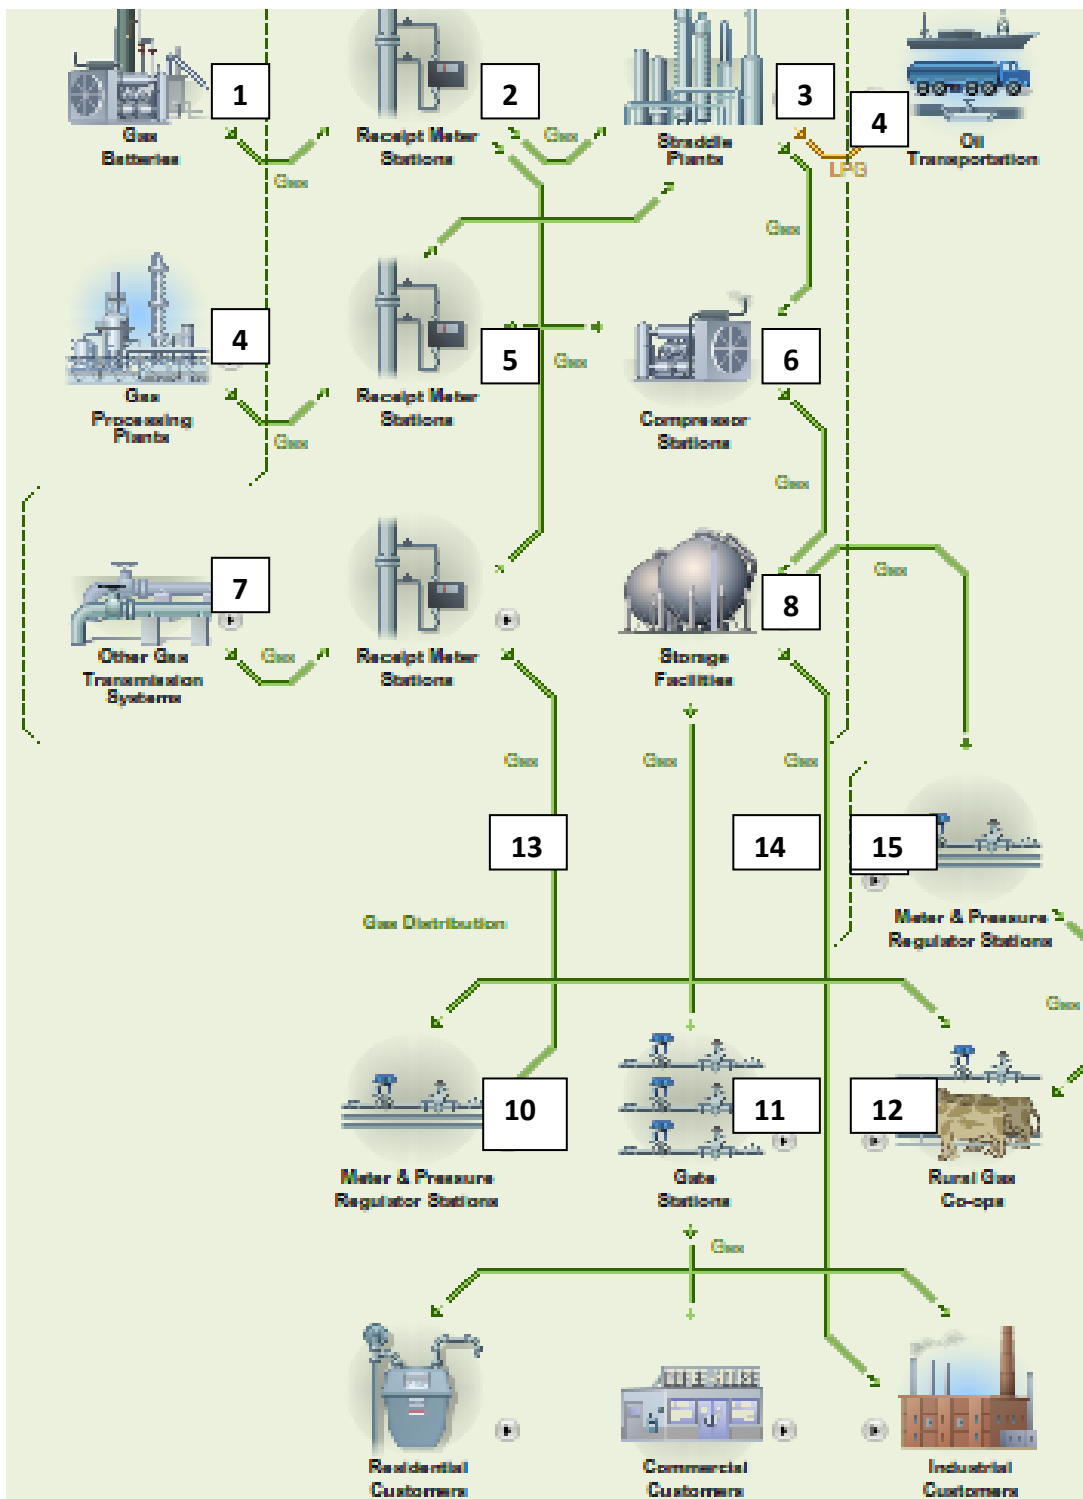 1
2
3
4
Gas
Batteries
Receipt Meter
Stations
Gas
Straddle
Plants
Oil
Transportation
LPG
Gas
Gas
4
5
6
Gas
Gas
Processing
Plants
Receipt Meter
Stations
Compressor
Stations
Gas
Gas
7
8
Gas
Other Gas
Transmission
Systems
Gas
Receipt Meter
Stations
Storage
Facilities
Gas
Gas
Gas
13
14
15
Gas Distribution
Meter & Pressure
Regulator Stations
Gas
10
11
12
Meter & Pressure
Regulator Stations
Gate
Stations
Rural Gas
Co-ops
Gas
Residential
Customers
Commercial
Customers
Industrial
Customers